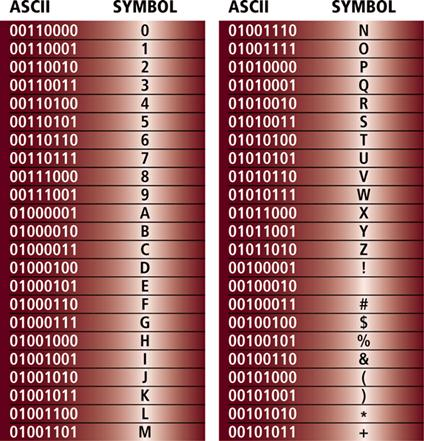 ASCII SYMBOL
00110000 0
00110001 1
00110010 2
00110011 3
00110100 4
00110101 5
00110110 6
00110111 7
00111000 8
00111001 9
01000001 A
01000010 B
01000011 C
01000100 D
01000101 E
01000110 F
01000111 G
01001000 H
01001001 I
01001010 J
01001011 K
01001100 L
01001101 M
ASCII SYMBOL
01001110 N
01001111 O
01010000 P
01010001 Q
01010010 R
01010011 S
01010100 T
01010101 U
01010110 V
01010111 W
01011000 X
01011001 Y
01011010 Z
00100001 !
00100010
00100011 #
00100100 $
00100101 %
00100110 &
00101000 (
00101001 )
00101010 *
00101011 +